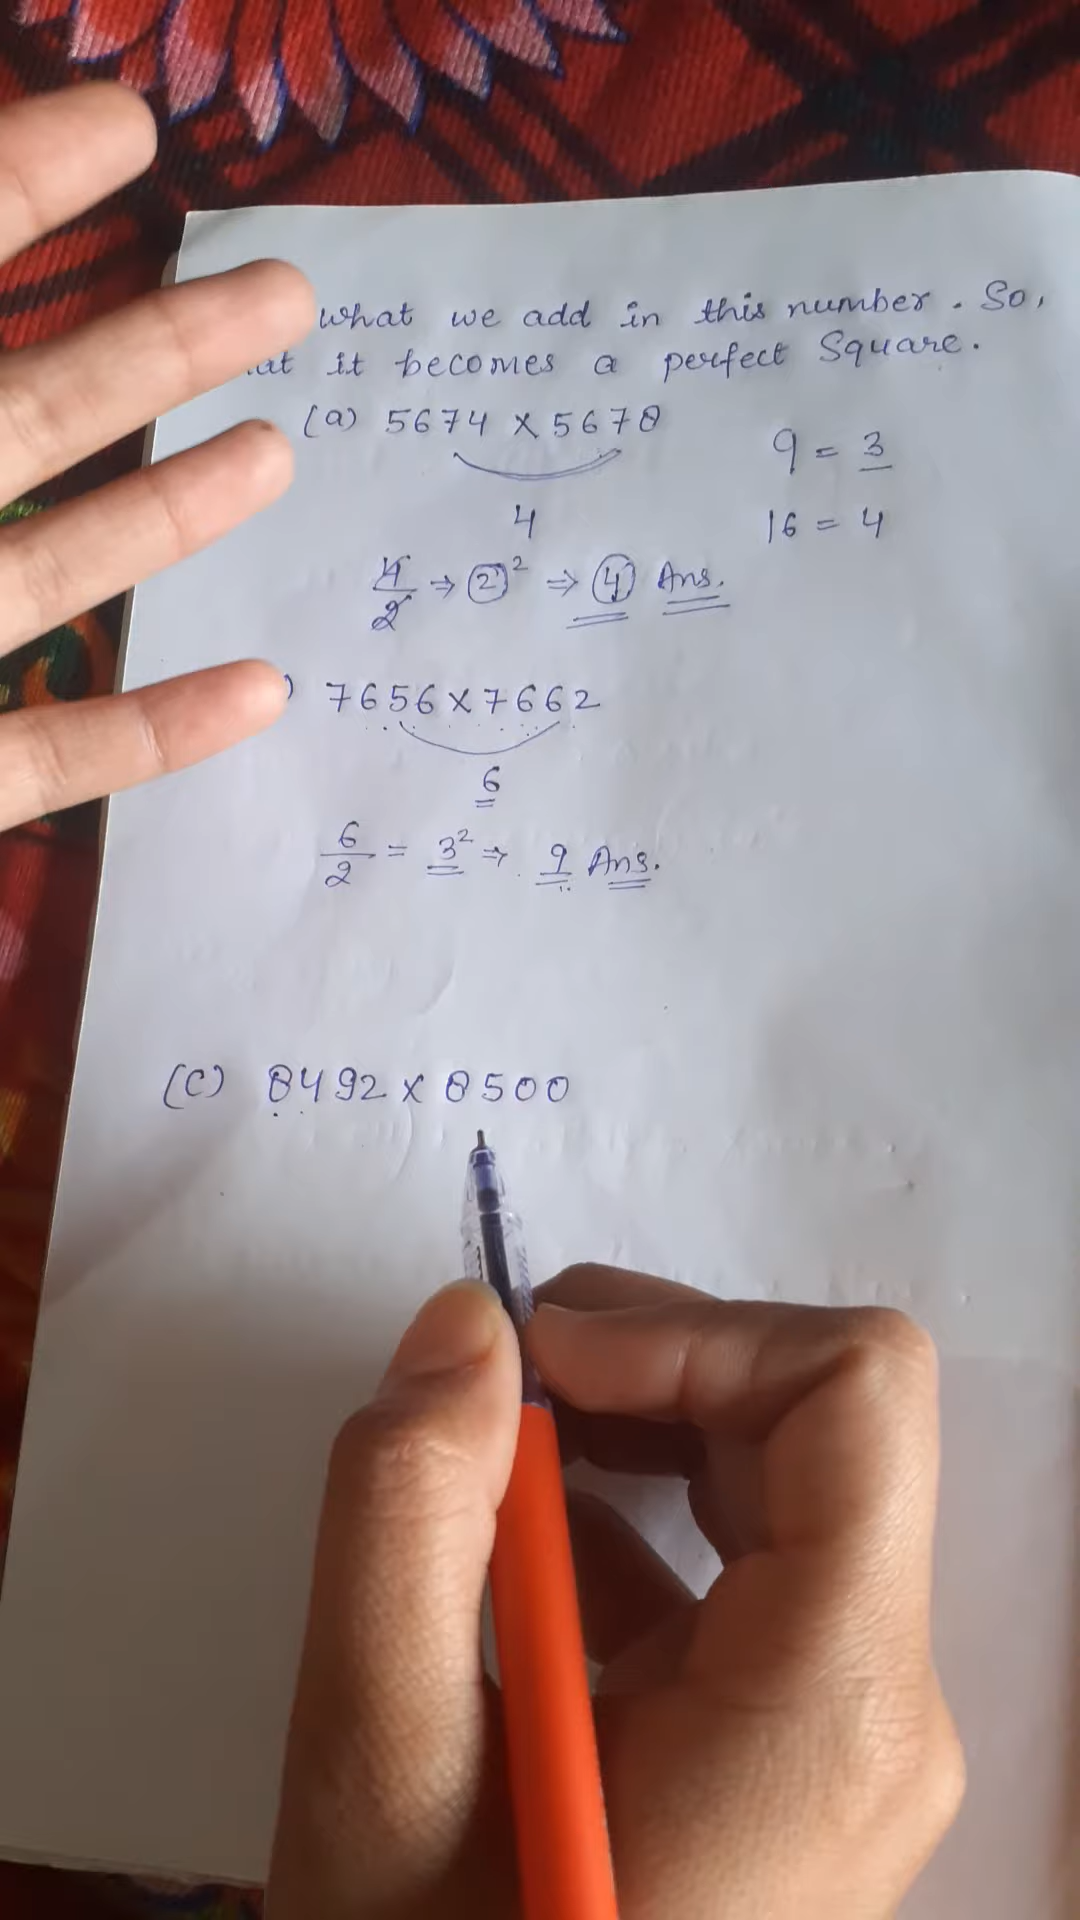 what we add in this number. So,
at it becomes a perfect Square.
(a) 5674 × 5678
9 = 3
4
16 = 4
4/2 ⇒ 2² ⇒ 4 Ans.
) 7656 × 7662
6
6/2 = 3² ⇒ 9 Ans.
(C) 8492 × 8500